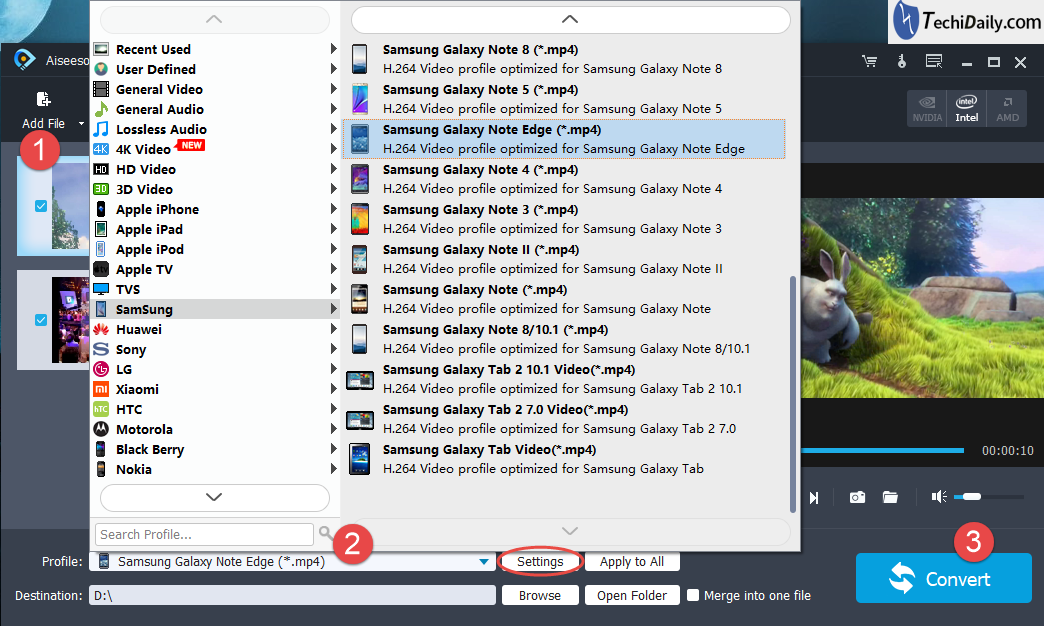 TechiDaily.com
Aiseeso
Add File
1
NVIDIA
intel
Intel
AMD
Recent Used
User Defined
General Video
General Audio
Lossless Audio
4K
4K Video
NEW
HD
HD Video
3D
3D Video
Apple iPhone
Apple iPad
Apple iPod
Apple TV
TVS
SamSung
Huawei
Sony
LG
mi
Xiaomi
hTC
HTC
Motorola
Black Berry
Nokia
Search Profile...
Samsung Galaxy Note 8 (*.mp4)
H.264 Video profile optimized for Samsung Galaxy Note 8
Samsung Galaxy Note 5 (*.mp4)
H.264 Video profile optimized for Samsung Galaxy Note 5
Samsung Galaxy Note Edge (*.mp4)
H.264 Video profile optimized for Samsung Galaxy Note Edge
Samsung Galaxy Note 4 (*.mp4)
H.264 Video profile optimized for Samsung Galaxy Note 4
Samsung Galaxy Note 3 (*.mp4)
H.264 Video profile optimized for Samsung Galaxy Note 3
Samsung Galaxy Note II (*.mp4)
H.264 Video profile optimized for Samsung Galaxy Note II
Samsung Galaxy Note (*.mp4)
H.264 Video profile optimized for Samsung Galaxy Note
Samsung Galaxy Note 8/10.1 (*.mp4)
H.264 Video profile optimized for Samsung Galaxy Note 8/10.1
Samsung Galaxy Tab 2 10.1 Video(*.mp4)
H.264 Video profile optimized for Samsung Galaxy Tab 2 10.1
Samsung Galaxy Tab 2 7.0 Video(*.mp4)
H.264 Video profile optimized for Samsung Galaxy Tab 2 7.0
Samsung Galaxy Tab Video(*.mp4)
H.264 Video profile optimized for Samsung Galaxy Tab
00:00:10
2
3
Profile:
Samsung Galaxy Note Edge (*.mp4)
Settings
Apply to All
Convert
Destination:
D:\
Browse
Open Folder
Merge into one file